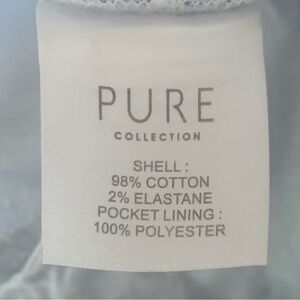 PURE
COLLECTION
SHELL :
98% COTTON
2% ELASTANE
POCKET LINING :
100% POLYESTER